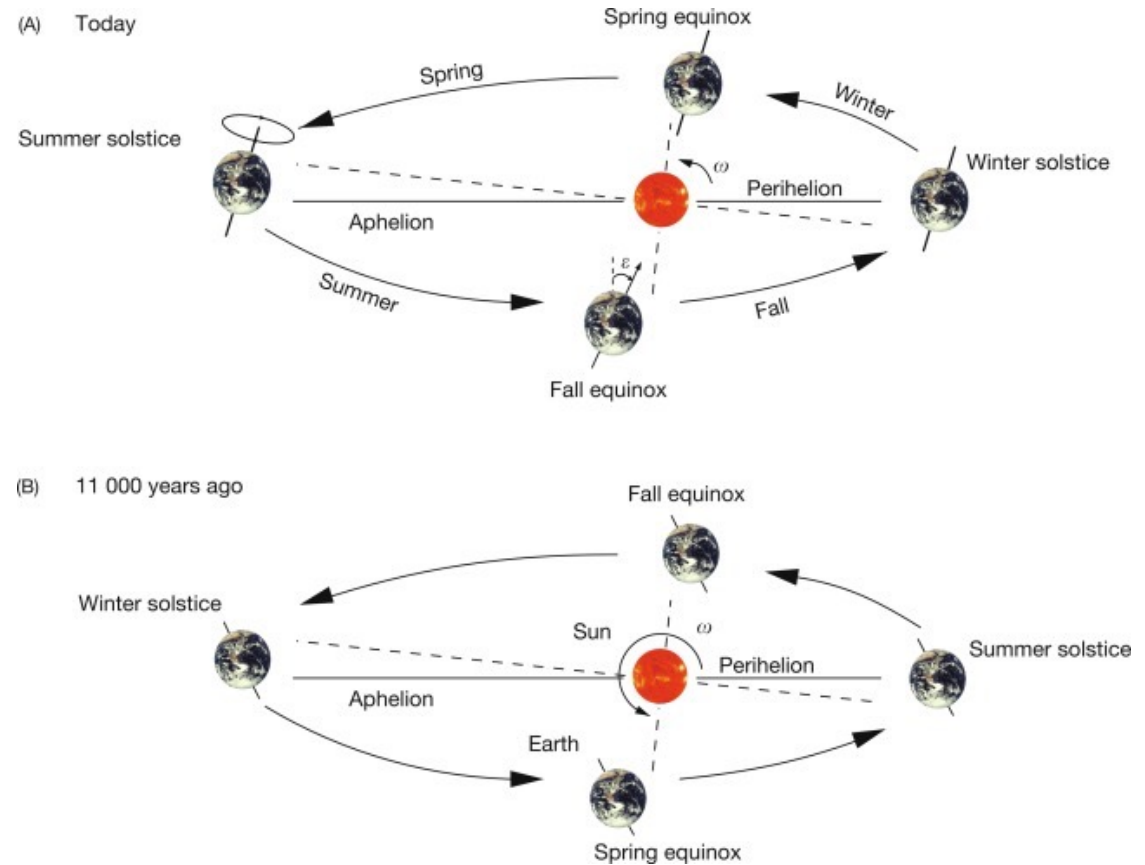 (A) Today
Spring equinox
Spring
Winter
Summer solstice
Winter solstice
ω
Perihelion
Aphelion
ε
Summer
Fall
Fall equinox
(B) 11 000 years ago
Fall equinox
Winter solstice
Sun
ω
Summer solstice
Perihelion
Aphelion
Earth
Spring equinox